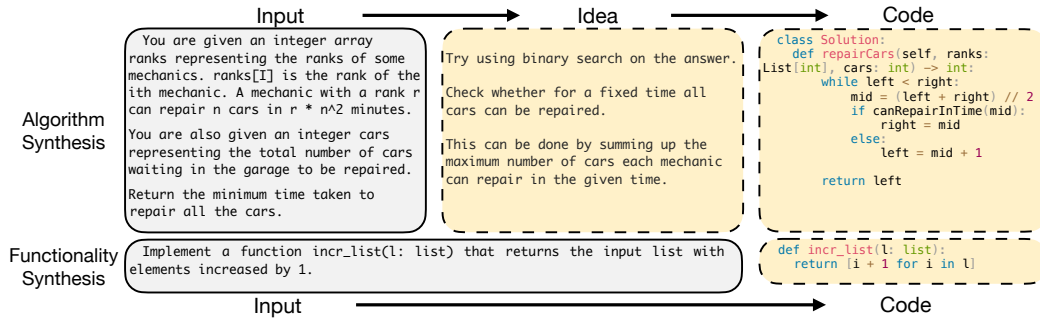 Input
Idea
Code
Algorithm
Synthesis
You are given an integer array
ranks representing the ranks of some
mechanics. ranks[I] is the rank of the
ith mechanic. A mechanic with a rank r
can repair n cars in r * n^2 minutes.
You are also given an integer cars
representing the total number of cars
waiting in the garage to be repaired.
Return the minimum time taken to
repair all the cars.
Try using binary search on the answer.
Check whether for a fixed time all
cars can be repaired.
This can be done by summing up the
maximum number of cars each mechanic
can repair in the given time.
class Solution:
def repairCars(self, ranks:
List[int], cars: int) -> int:
while left < right:
mid = (left + right) // 2
if canRepairInTime(mid):
right = mid
else:
left = mid + 1
return left
Functionality
Synthesis
Implement a function incr_list(l: list) that returns the input list with
elements increased by 1.
def incr_list(l: list):
return [i + 1 for i in l]
Input
Code